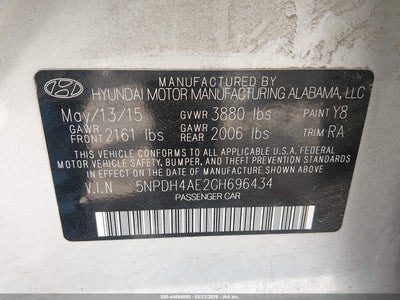 MANUFACTURED BY
HYUNDAI MOTOR MANUFACTURING ALABAMA, LLC
May/13/15 GVWR 3880 lbs PAINT Y8
GAWR FRONT 2161 lbs GAWR REAR 2006 lbs TRIM RA
THIS VEHICLE CONFORMS TO ALL APPLICABLE U.S.A. FEDERAL
MOTOR VEHICLE SAFETY, BUMPER, AND THEFT PREVENTION
STANDARDS IN EFFECT ON THE DATE OF MANUFACTURE SHOWN ABOVE.
V.I.N 5NPDH4AE2GH696434
PASSENGER CAR